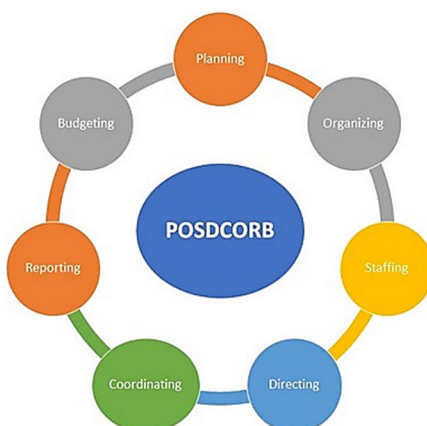 Planning
Organizing
Staffing
Directing
Coordinating
Reporting
Budgeting
POSDCORB